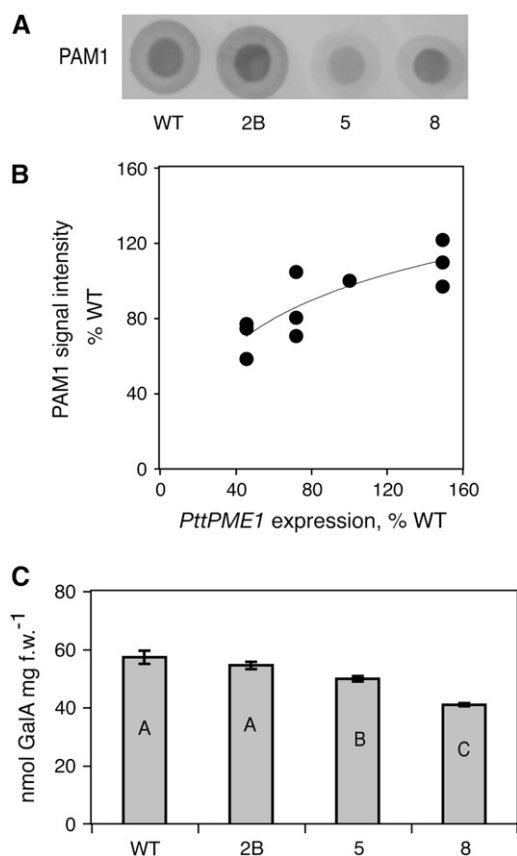 A
PAM1
WT 2B 5 8
B
PAM1 signal intensity
% WT
160
120
80
40
0
0 40 80 120 160
PttPME1 expression, % WT
C
nmol GalA mg f.w.-1
80
60
40
20
0
A A B C
WT 2B 5 8